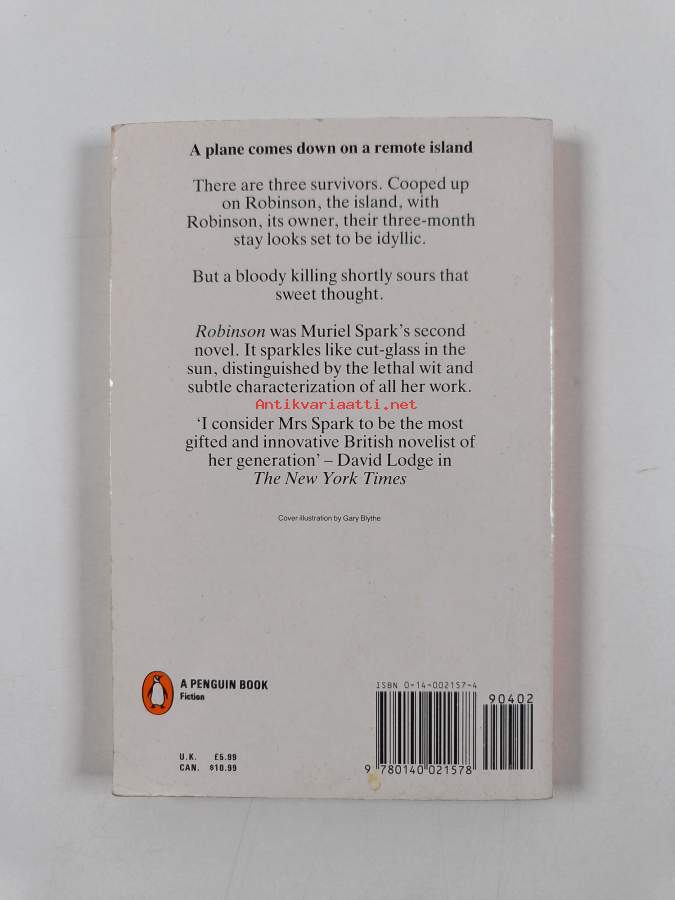 A plane comes down on a remote island
There are three survivors. Cooped up
on Robinson, the island, with
Robinson, its owner, their three-month
stay looks set to be idyllic.
But a bloody killing shortly sours that
sweet thought.
Robinson was Muriel Spark's second
novel. It sparkles like cut-glass in the
sun, distinguished by the lethal wit and
subtle characterization of all her work.
Antikvariaatti.net
'I consider Mrs Spark to be the most
gifted and innovative British novelist of
her generation' – David Lodge in
The New York Times
Cover illustration by Gary Blythe
A PENGUIN BOOK
Fiction
U.K. £5.99
CAN. $10.99
ISBN 0-14-002157-4
90402
9 780140 021578